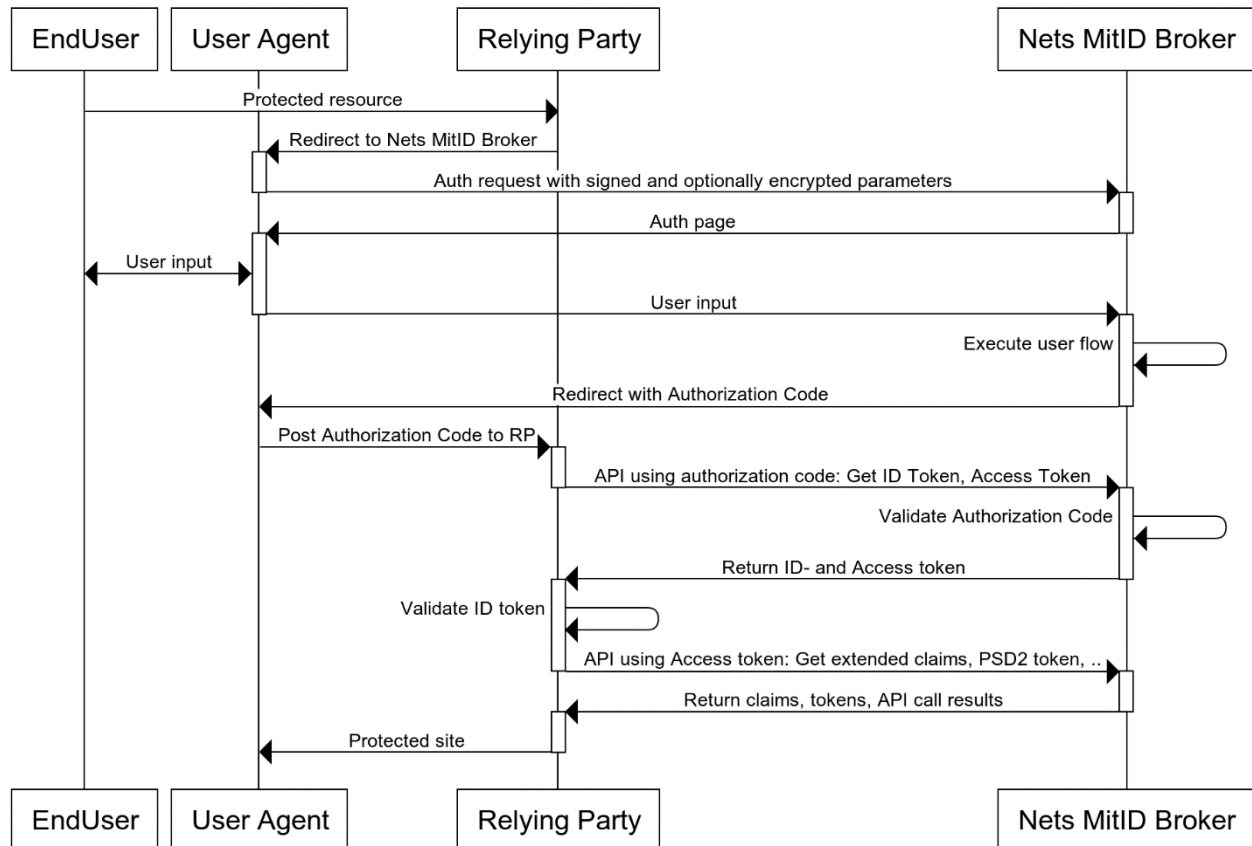 EndUser
User Agent
Relying Party
Nets MitID Broker
Protected resource
Redirect to Nets MitID Broker
Auth request with signed and optionally encrypted parameters
Auth page
User input
User input
Execute user flow
Redirect with Authorization Code
Post Authorization Code to RP
API using authorization code: Get ID Token, Access Token
Validate Authorization Code
Return ID- and Access token
Validate ID token
API using Access token: Get extended claims, PSD2 token, ..
Return claims, tokens, API call results
Protected site
EndUser
User Agent
Relying Party
Nets MitID Broker